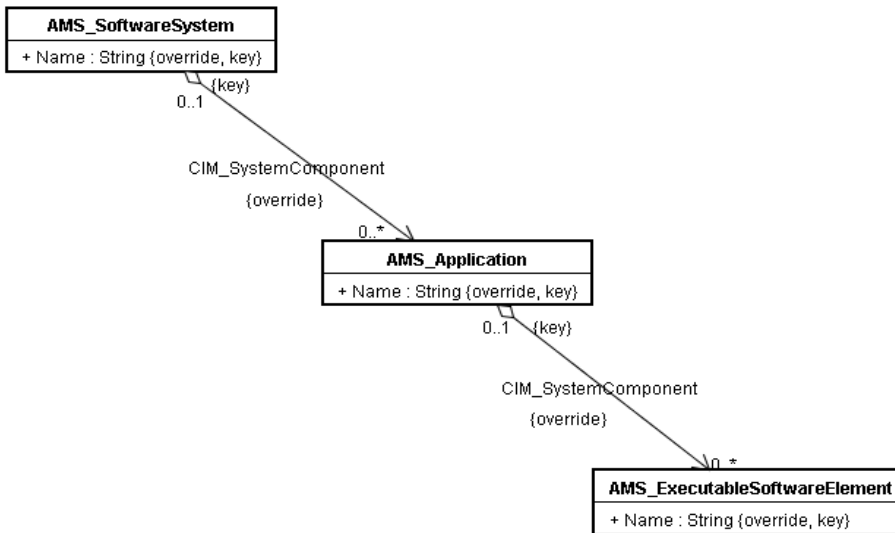 AMS_SoftwareSystem
+ Name : String {override, key}
{key}
0..1
CIM_SystemComponent
{override}
0..*
AMS_Application
+ Name : String {override, key}
0..1 {key}
CIM_SystemComponent
{override}
0..*
AMS_ExecutableSoftwareElement
+ Name : String {override, key}